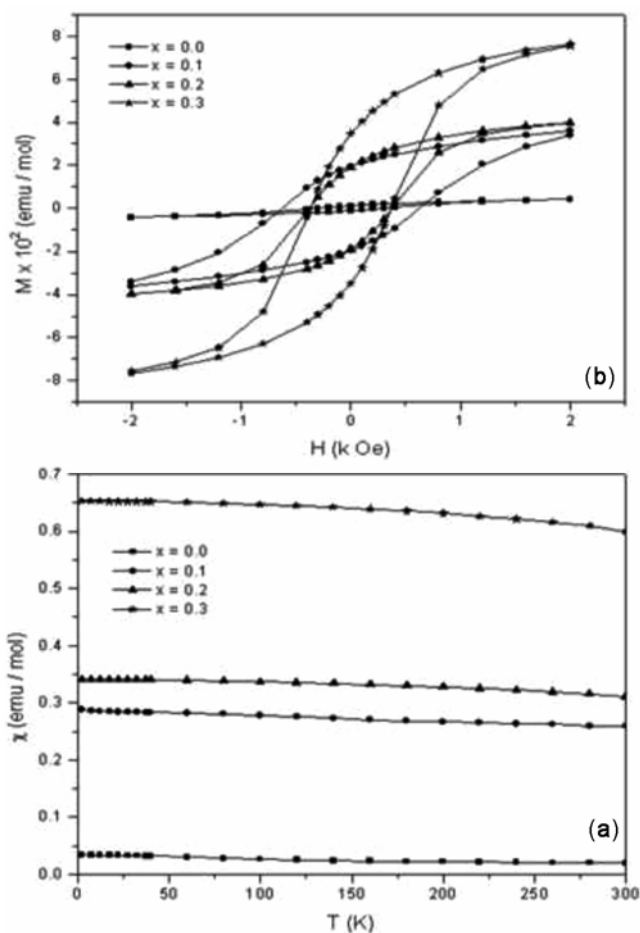 8
6
4
2
0
-2
-4
-6
-8
M x 10² (emu / mol)
x = 0.0
x = 0.1
x = 0.2
x = 0.3
(b)
-2 -1 0 1 2
H (k Oe)
0.7
0.6
0.5
0.4
0.3
0.2
0.1
0.0
χ (emu / mol)
x = 0.0
x = 0.1
x = 0.2
x = 0.3
(a)
0 50 100 150 200 250 300
T (K)